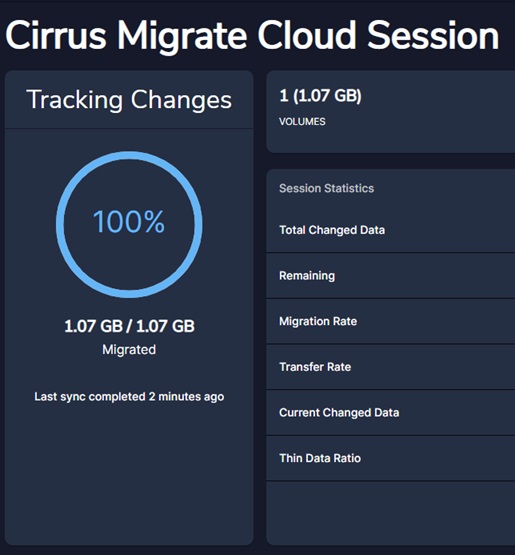 Cirrus Migrate Cloud Session
Tracking Changes
100%
1.07 GB / 1.07 GB
Migrated
Last sync completed 2 minutes ago
1 (1.07 GB)
VOLUMES
Session Statistics
Total Changed Data
Remaining
Migration Rate
Transfer Rate
Current Changed Data
Thin Data Ratio